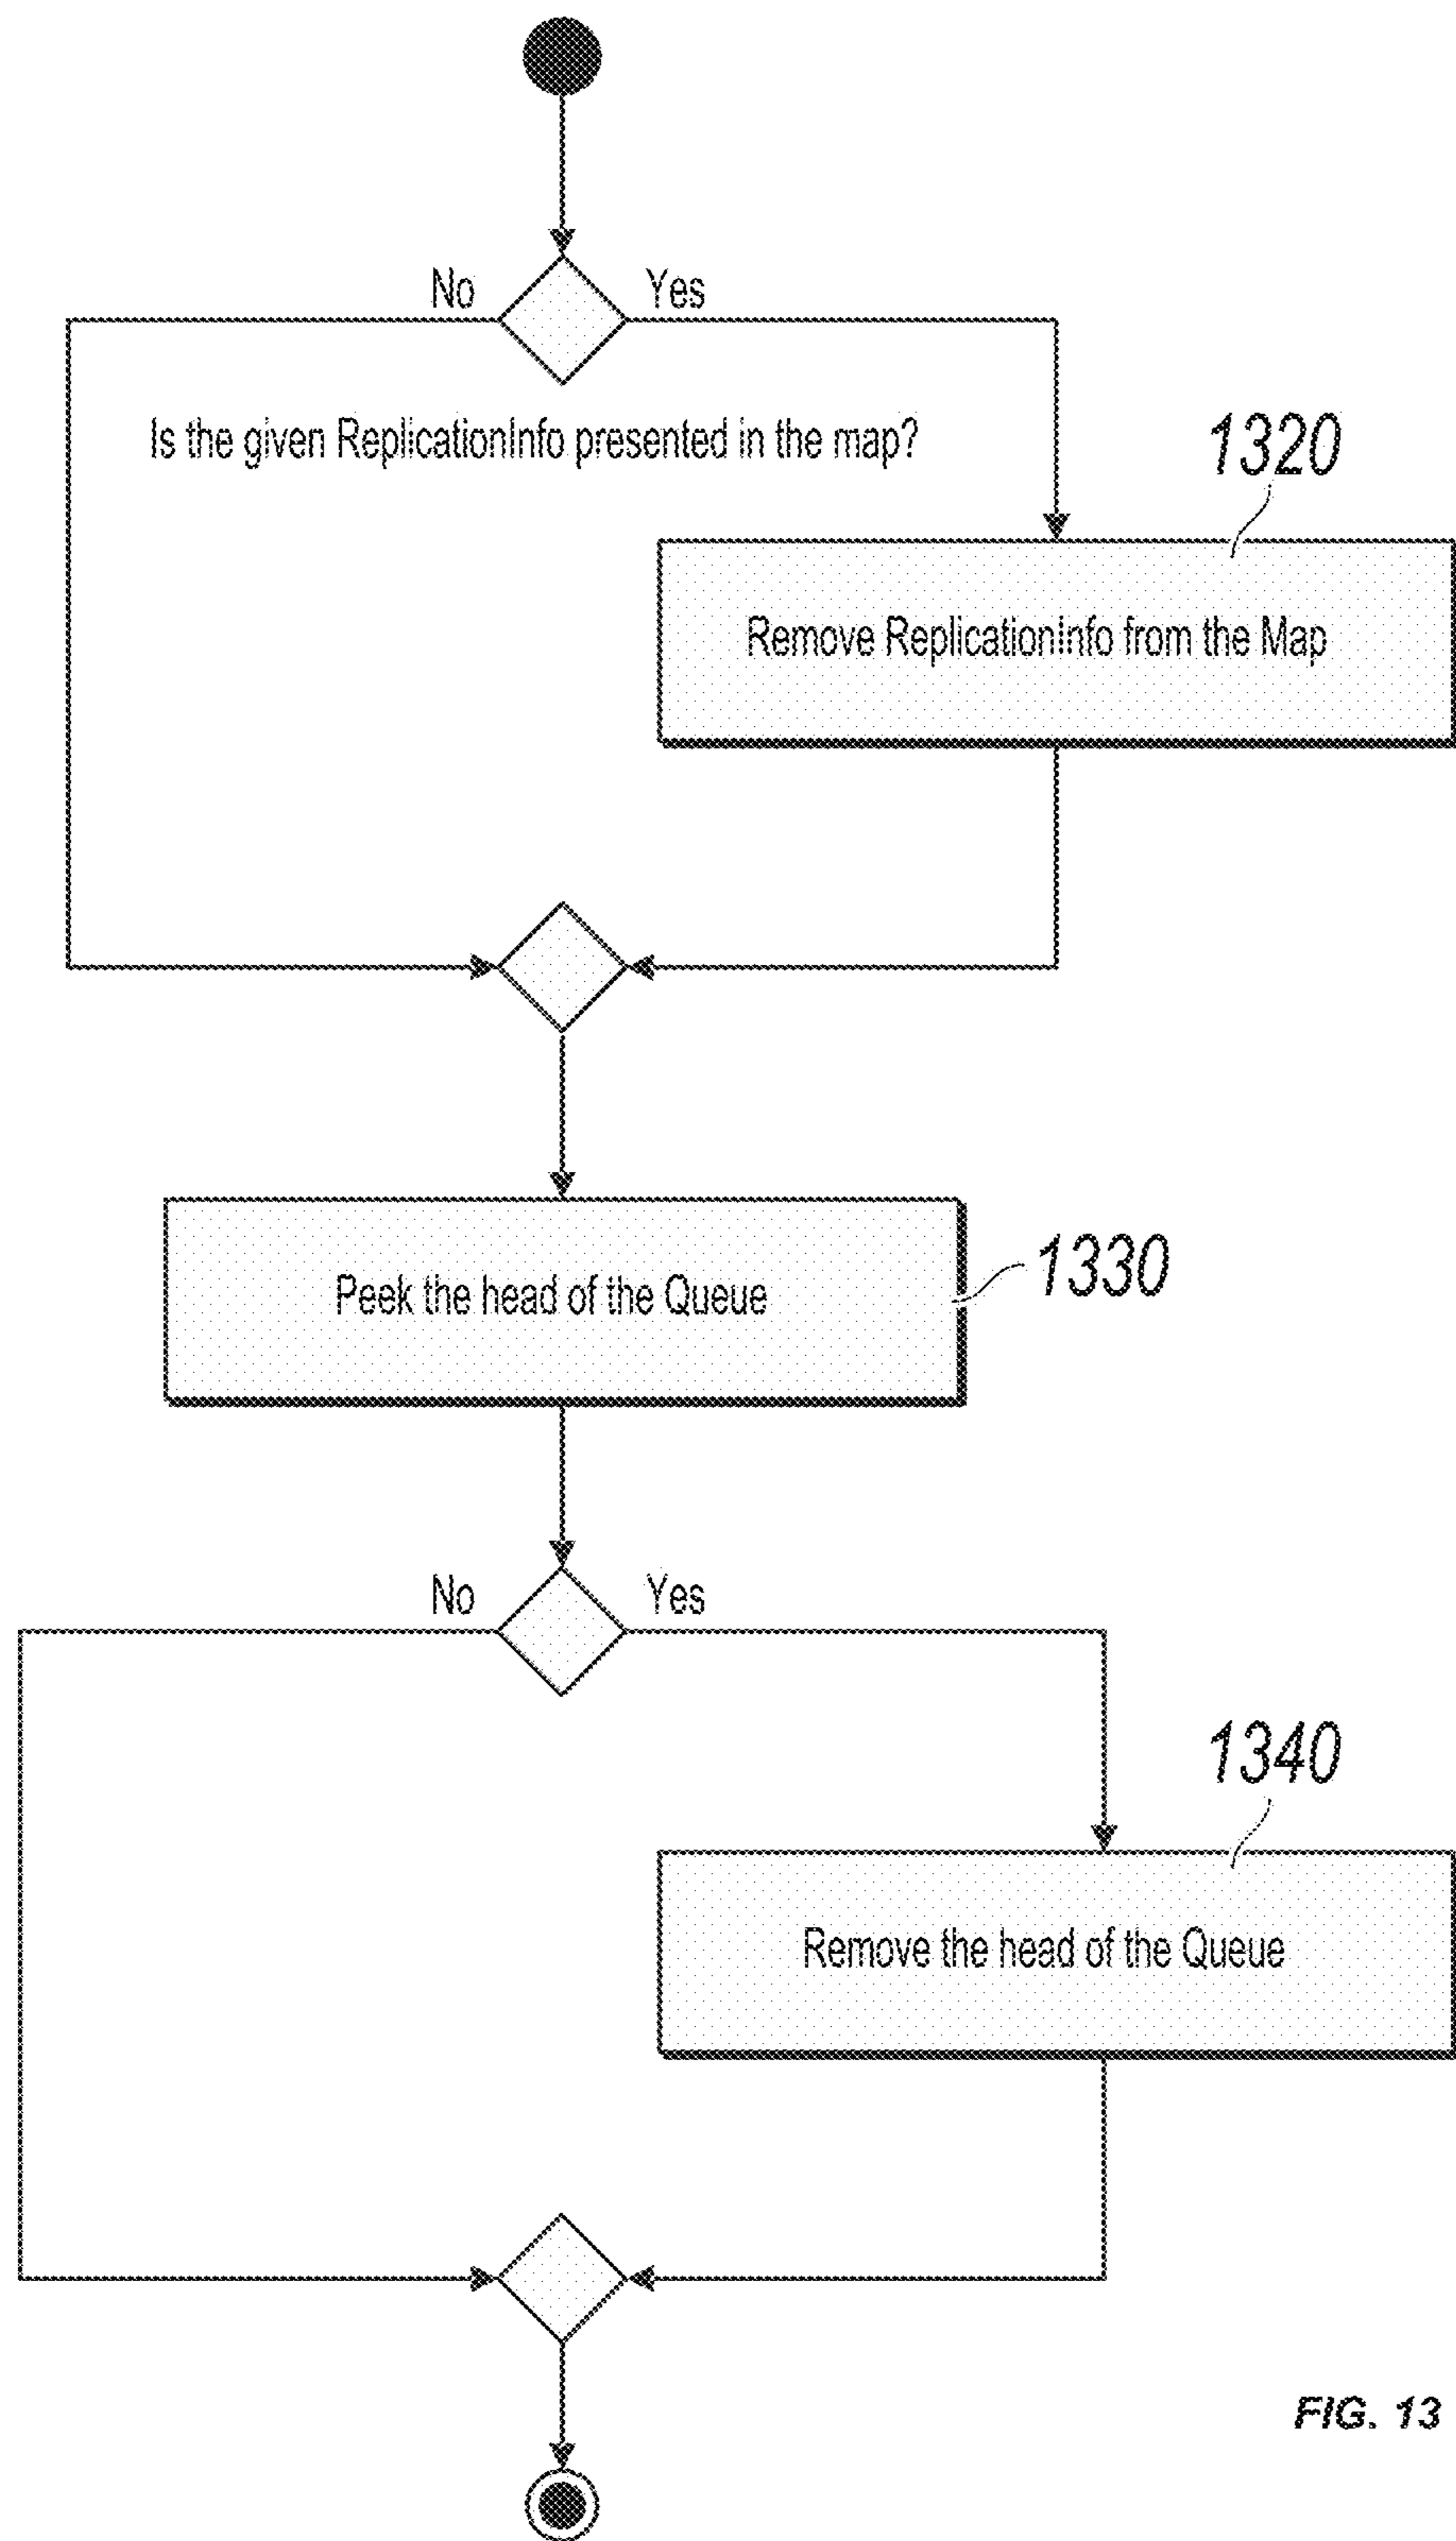 No
Yes
Is the given ReplicationInfo presented in the map?
1320
Remove ReplicationInfo from the Map
Peek the head of the Queue
1330
No
Yes
1340
Remove the head of the Queue
FIG. 13